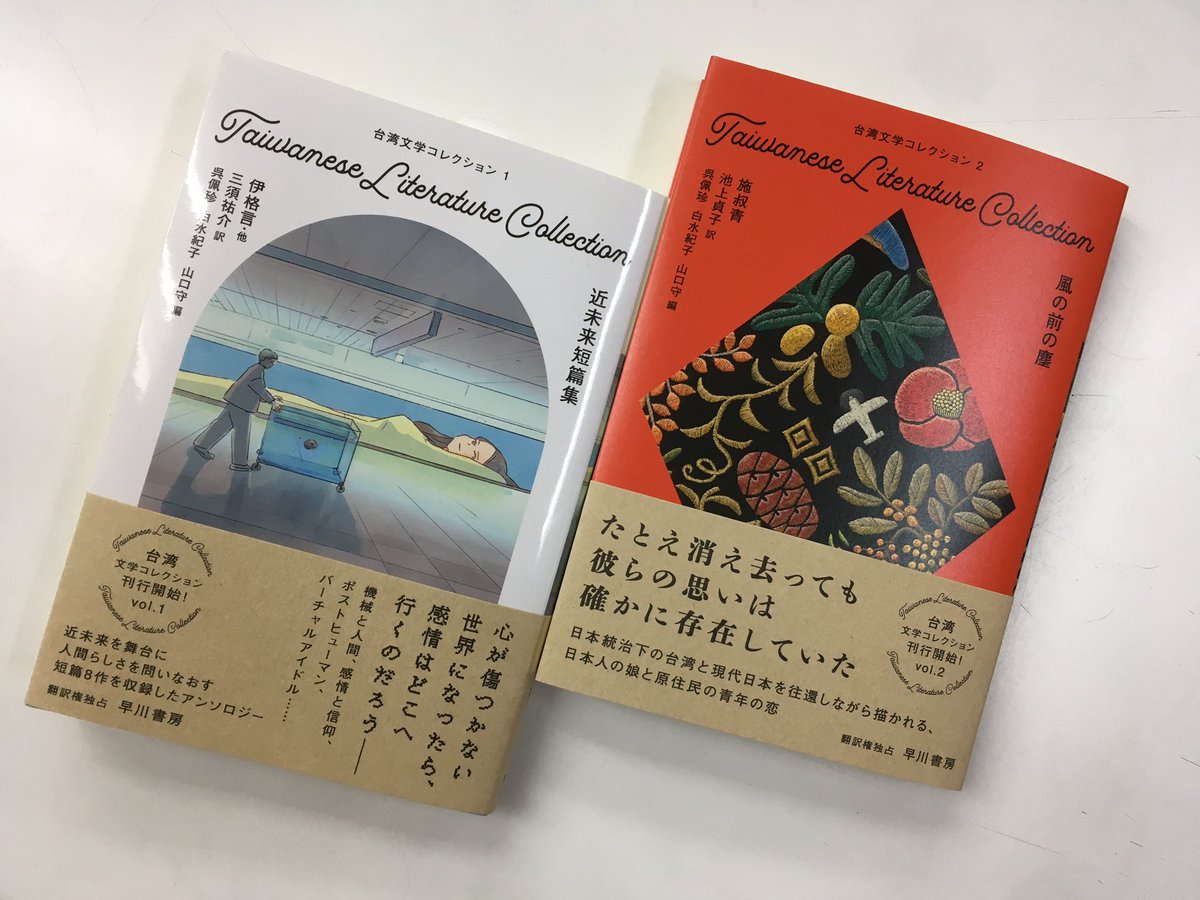 台湾文学コレクション 1
Taiwanese Literature Collection
伊格言・他
三須祐介 訳
呉佩珍 白水紀子 山口守 編
近未来短篇集
Taiwanese Literature Collection
台湾
文学コレクション
刊行開始!
vol.1
Taiwanese Literature Collection
近未来を舞台に
人間らしさを問いなおす
短篇8作を収録したアンソロジー
翻訳権独占 早川書房
心が傷つかない
世界になったら、
感情はどこへ
行くのだろう――
機械と人間、感情と信仰、
ポストヒューマン、
バーチャルアイドル……
台湾文学コレクション 2
Taiwanese Literature Collection
施叔青
池上貞子 訳
呉佩珍 白水紀子 山口守 編
風の前の塵
たとえ消え去っても
彼らの思いは
確かに存在していた
日本統治下の台湾と現代日本を往還しながら描かれる、
日本人の娘と原住民の青年の恋
Taiwanese Literature Collection
台湾
文学コレクション
刊行開始!
vol.2
Taiwanese Literature Collection
翻訳権独占 早川書房